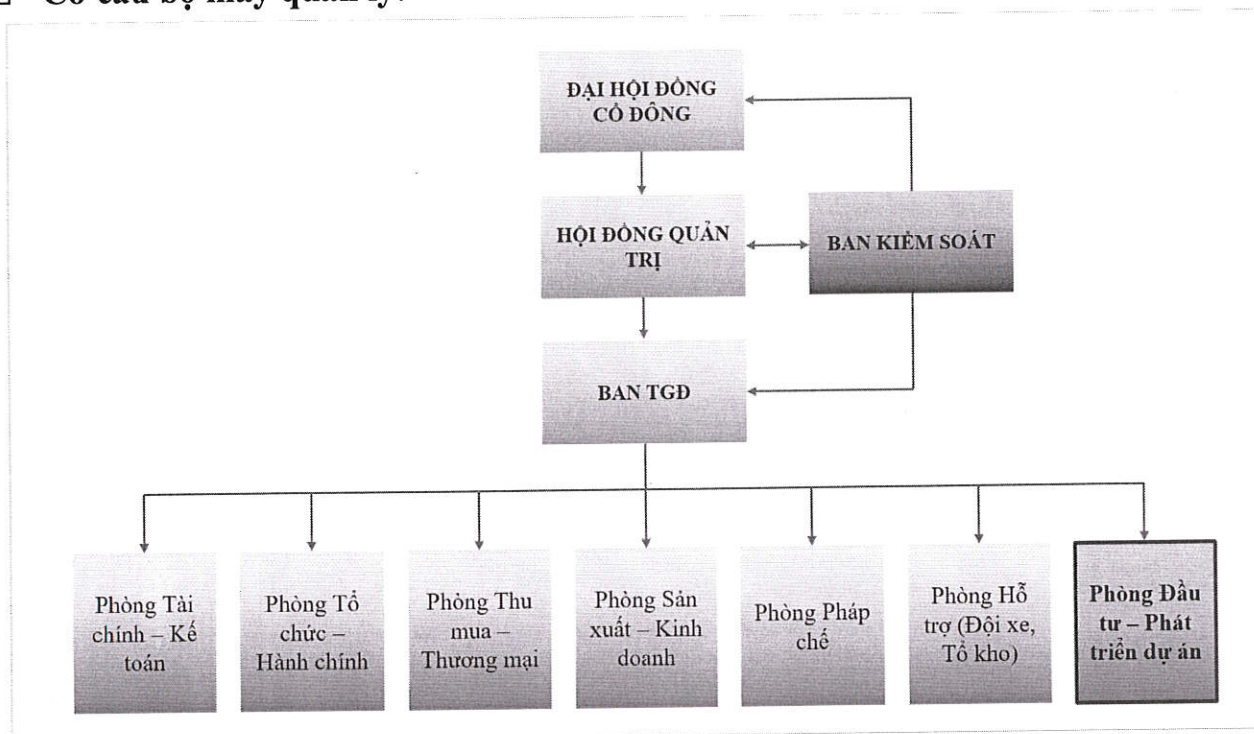 Cơ cấu bộ máy quản lý:
ĐẠI HỘI ĐỒNG
CỔ ĐÔNG
HỘI ĐỒNG QUẢN
TRỊ
BAN KIỂM SOÁT
BAN TGĐ
Phòng Tài
chính – Kế
toán
Phòng Tổ
chức –
Hành chính
Phòng Thu
mua –
Thương mại
Phòng Sản
xuất – Kinh
doanh
Phòng Pháp
chế
Phòng Hỗ
trợ (Đội xe,
Tổ kho)
Phòng Đầu
tư – Phát
triển dự án